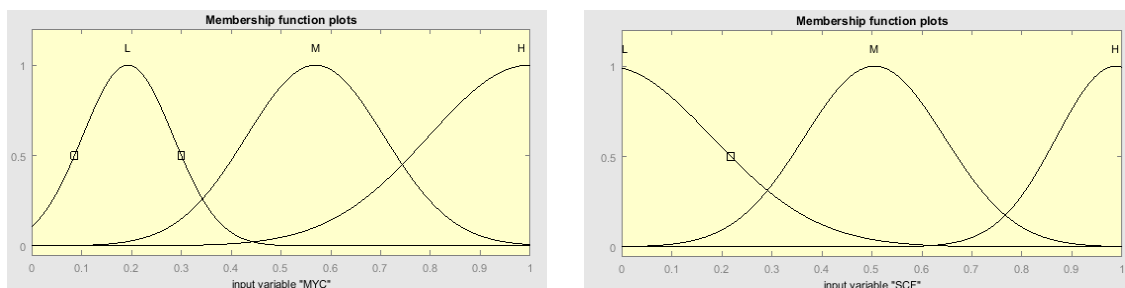 Membership function plots
L M H
1
0.5
0
0 0.1 0.2 0.3 0.4 0.5 0.6 0.7 0.8 0.9 1
input variable "MYC"
Membership function plots
L M H
1
0.5
0
0 0.1 0.2 0.3 0.4 0.5 0.6 0.7 0.8 0.9 1
input variable "SCF"